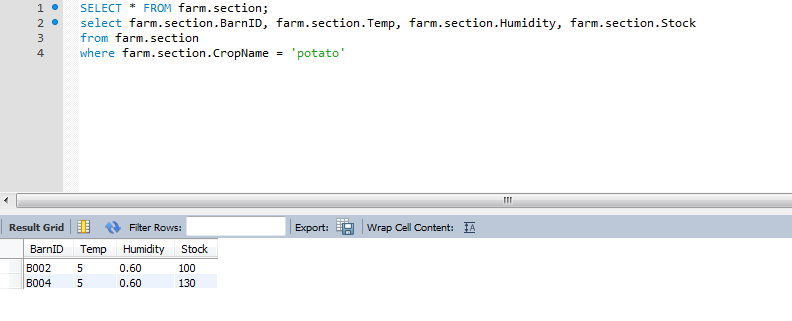 1 SELECT * FROM farm.section;
2 select farm.section.BarnID, farm.section.Temp, farm.section.Humidity, farm.section.Stock
3 from farm.section
4 where farm.section.CropName = 'potato'
Result Grid Filter Rows: Export: Wrap Cell Content: IA
BarnID Temp Humidity Stock
B002 5 0.60 100
B004 5 0.60 130